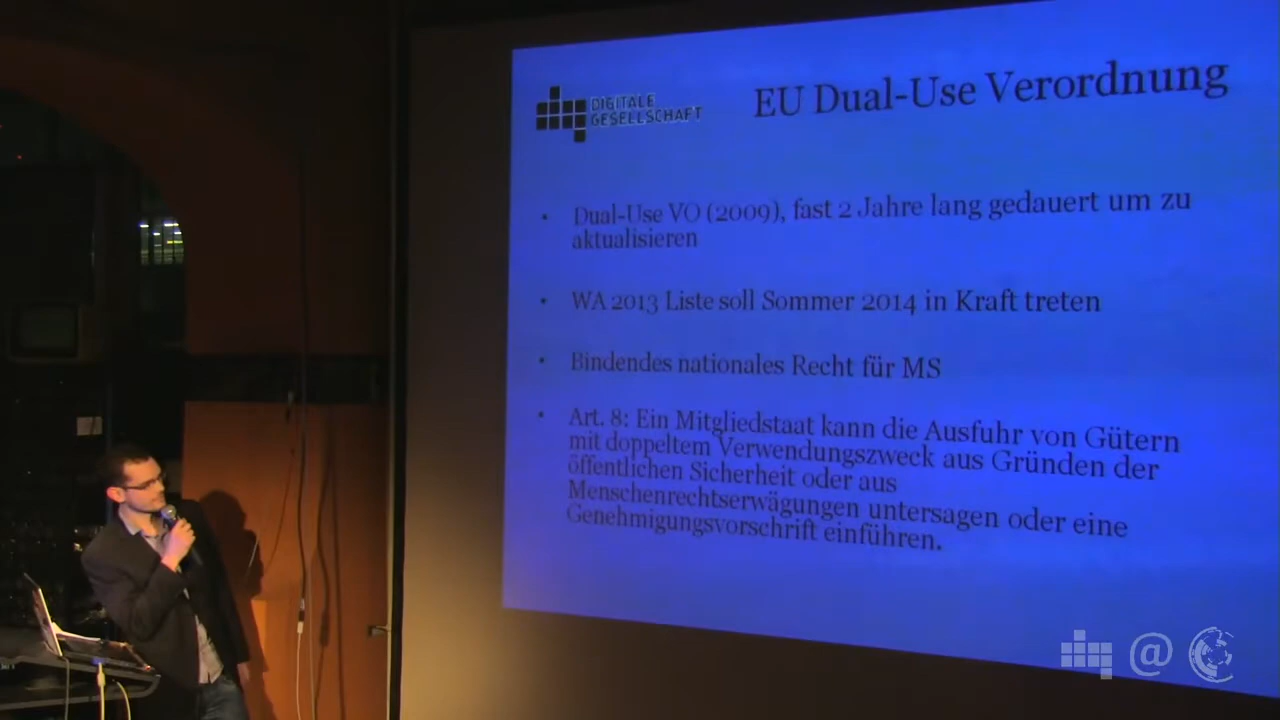 DIGITALE
GESELLSCHAFT
EU Dual-Use Verordnung
• Dual-Use VO (2009), fast 2 Jahre lang gedauert um zu
aktualisieren
• WA 2013 Liste soll Sommer 2014 in Kraft treten
• Bindendes nationales Recht für MS
• Art. 8: Ein Mitgliedstaat kann die Ausfuhr von Gütern
mit doppeltem Verwendungszweck aus Gründen der
öffentlichen Sicherheit oder aus
Menschenrechtserwägungen untersagen oder eine
Genehmigungsvorschrift einführen.
@